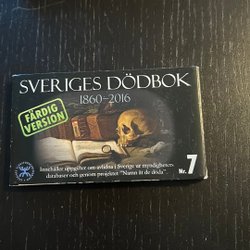 SVERIGES DÖDBOK
1860–2016
FÄRDIG
VERSION
Innehåller uppgifter om avlidna i Sverige ur myndigheters
databaser och genom projektet "Namn åt de döda".
Nr. 7